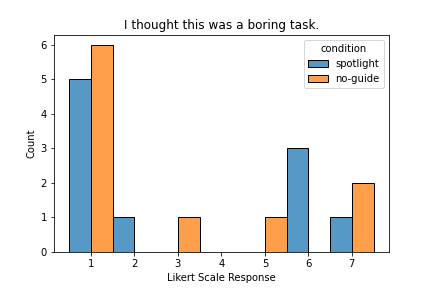 I thought this was a boring task.
condition
spotlight
no-guide
6
5
4
3
2
1
0
Count
1 2 3 4 5 6 7
Likert Scale Response